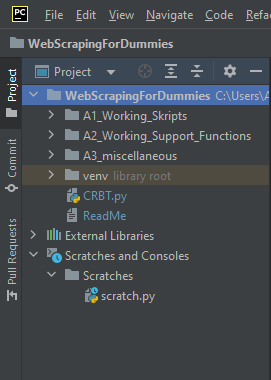 PC File Edit View Navigate Code
WebScrapingForDummies
Project
Project
WebScrapingForDummies C:\Users\A
A1_Working_Skripts
A2_Working_Support_Functions
A3_miscellaneous
venv library root
CRBT.py
ReadMe
External Libraries
Scratches and Consoles
Scratches
scratch.py
Commit
Pull Requests